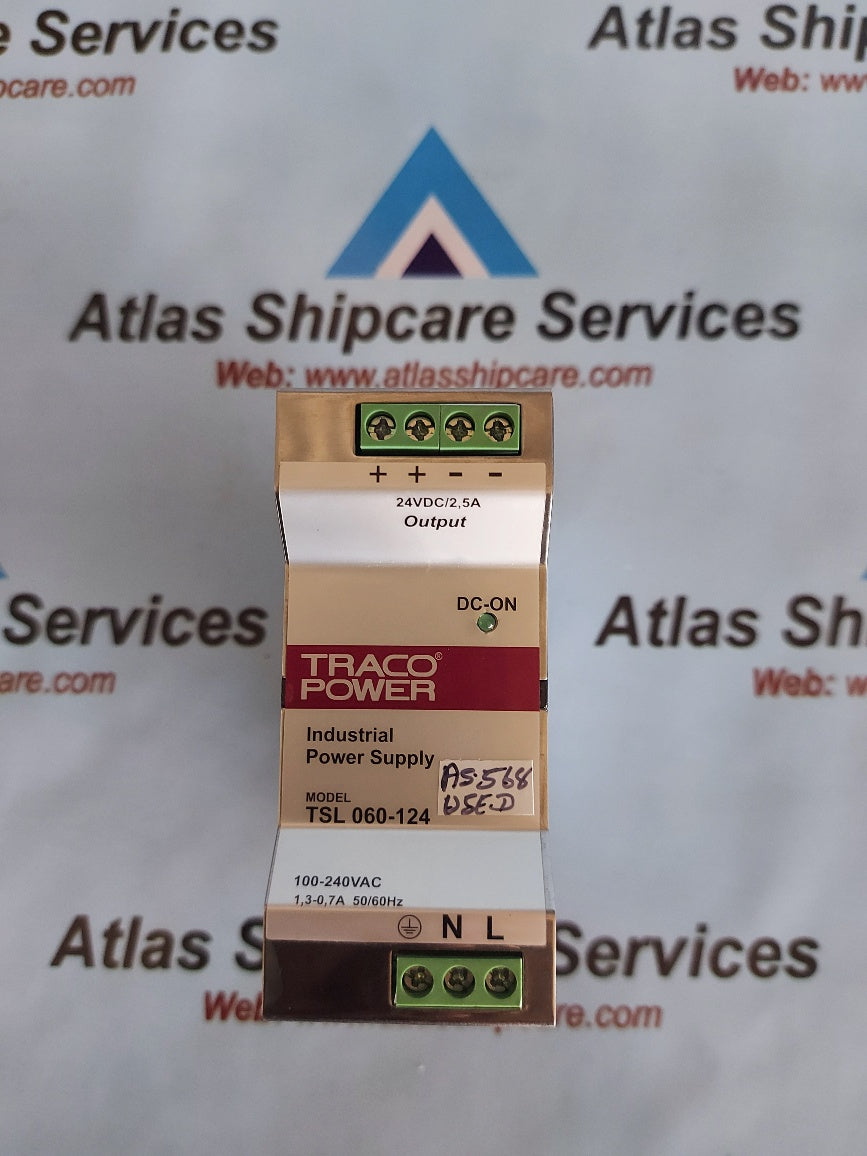 e Services
Atlas Ship
pcare.com
Web: ww
Atlas Shipcare Services
Web: www.atlasshipcare.com
+ + - -
24VDC/2,5A
Output
DC-ON
Services
Atlas Sh
are.com
Web: w
TRACO®
POWER
Industrial
Power Supply
AS-568
USED
MODEL
TSL 060-124
100-240VAC
1,3-0,7A 50/60Hz
N L
Atlas S
Services
We
re.com